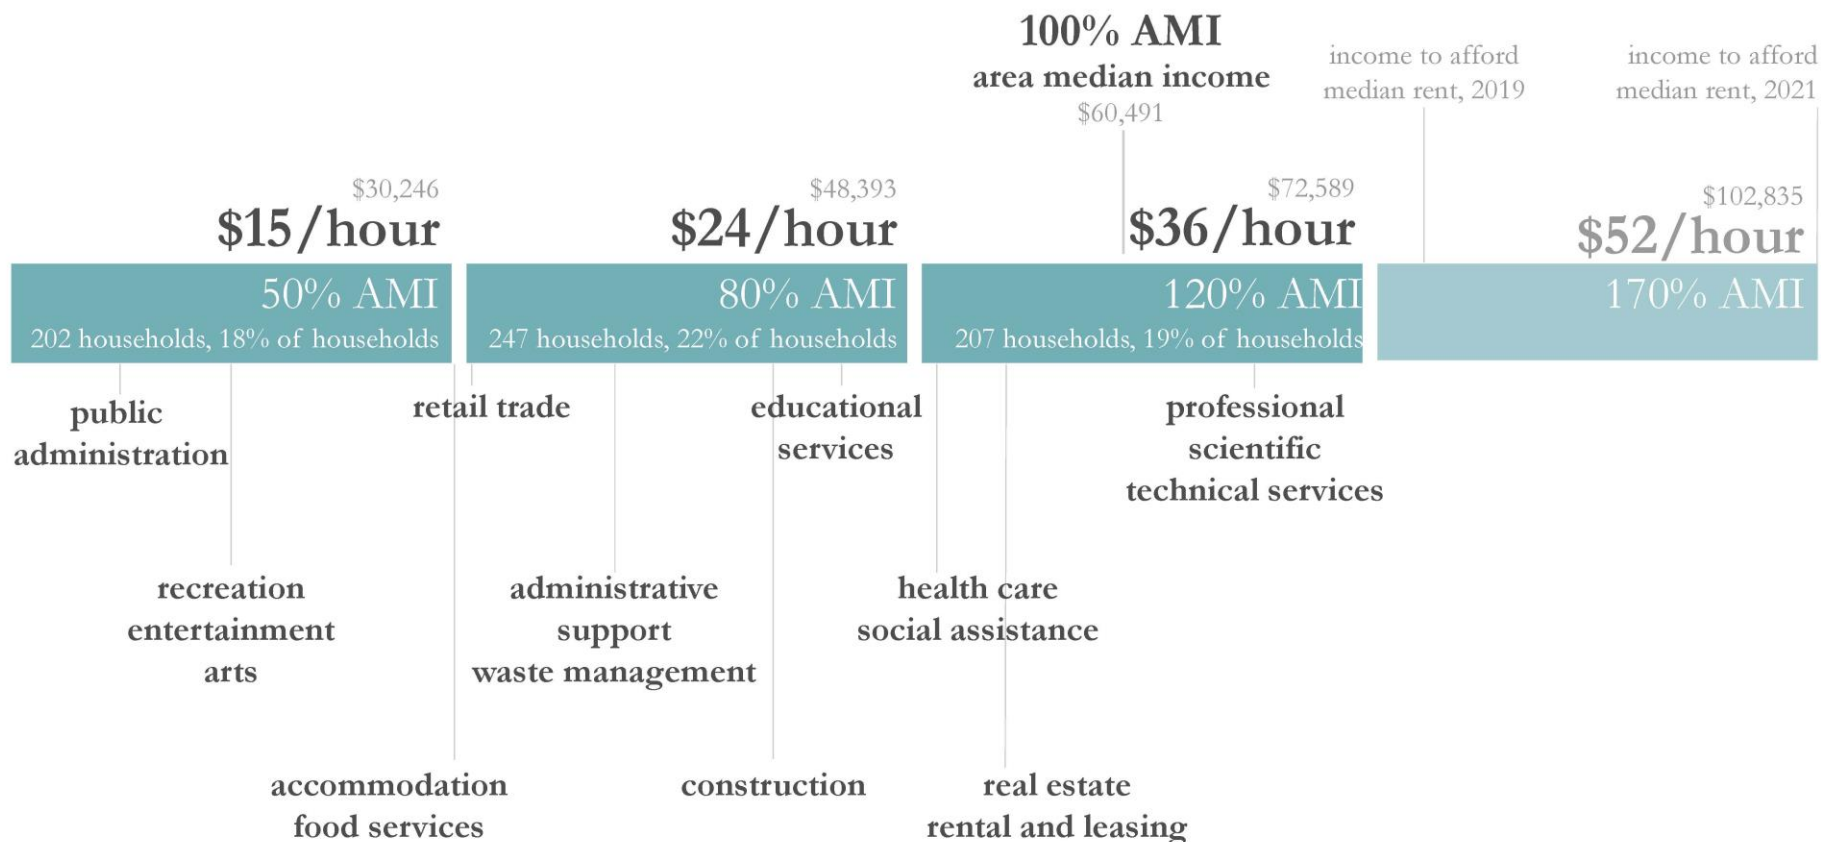 100% AMI
area median income
$60,491
income to afford
median rent, 2019
income to afford
median rent, 2021
$30,246
$15/hour
$48,393
$24/hour
$72,589
$36/hour
$102,835
$52/hour
50% AMI
202 households, 18% of households
80% AMI
247 households, 22% of households
120% AMI
207 households, 19% of households
170% AMI
public
administration
retail trade
educational
services
professional
scientific
technical services
recreation
entertainment
arts
administrative
support
waste management
health care
social assistance
accommodation
food services
construction
real estate
rental and leasing